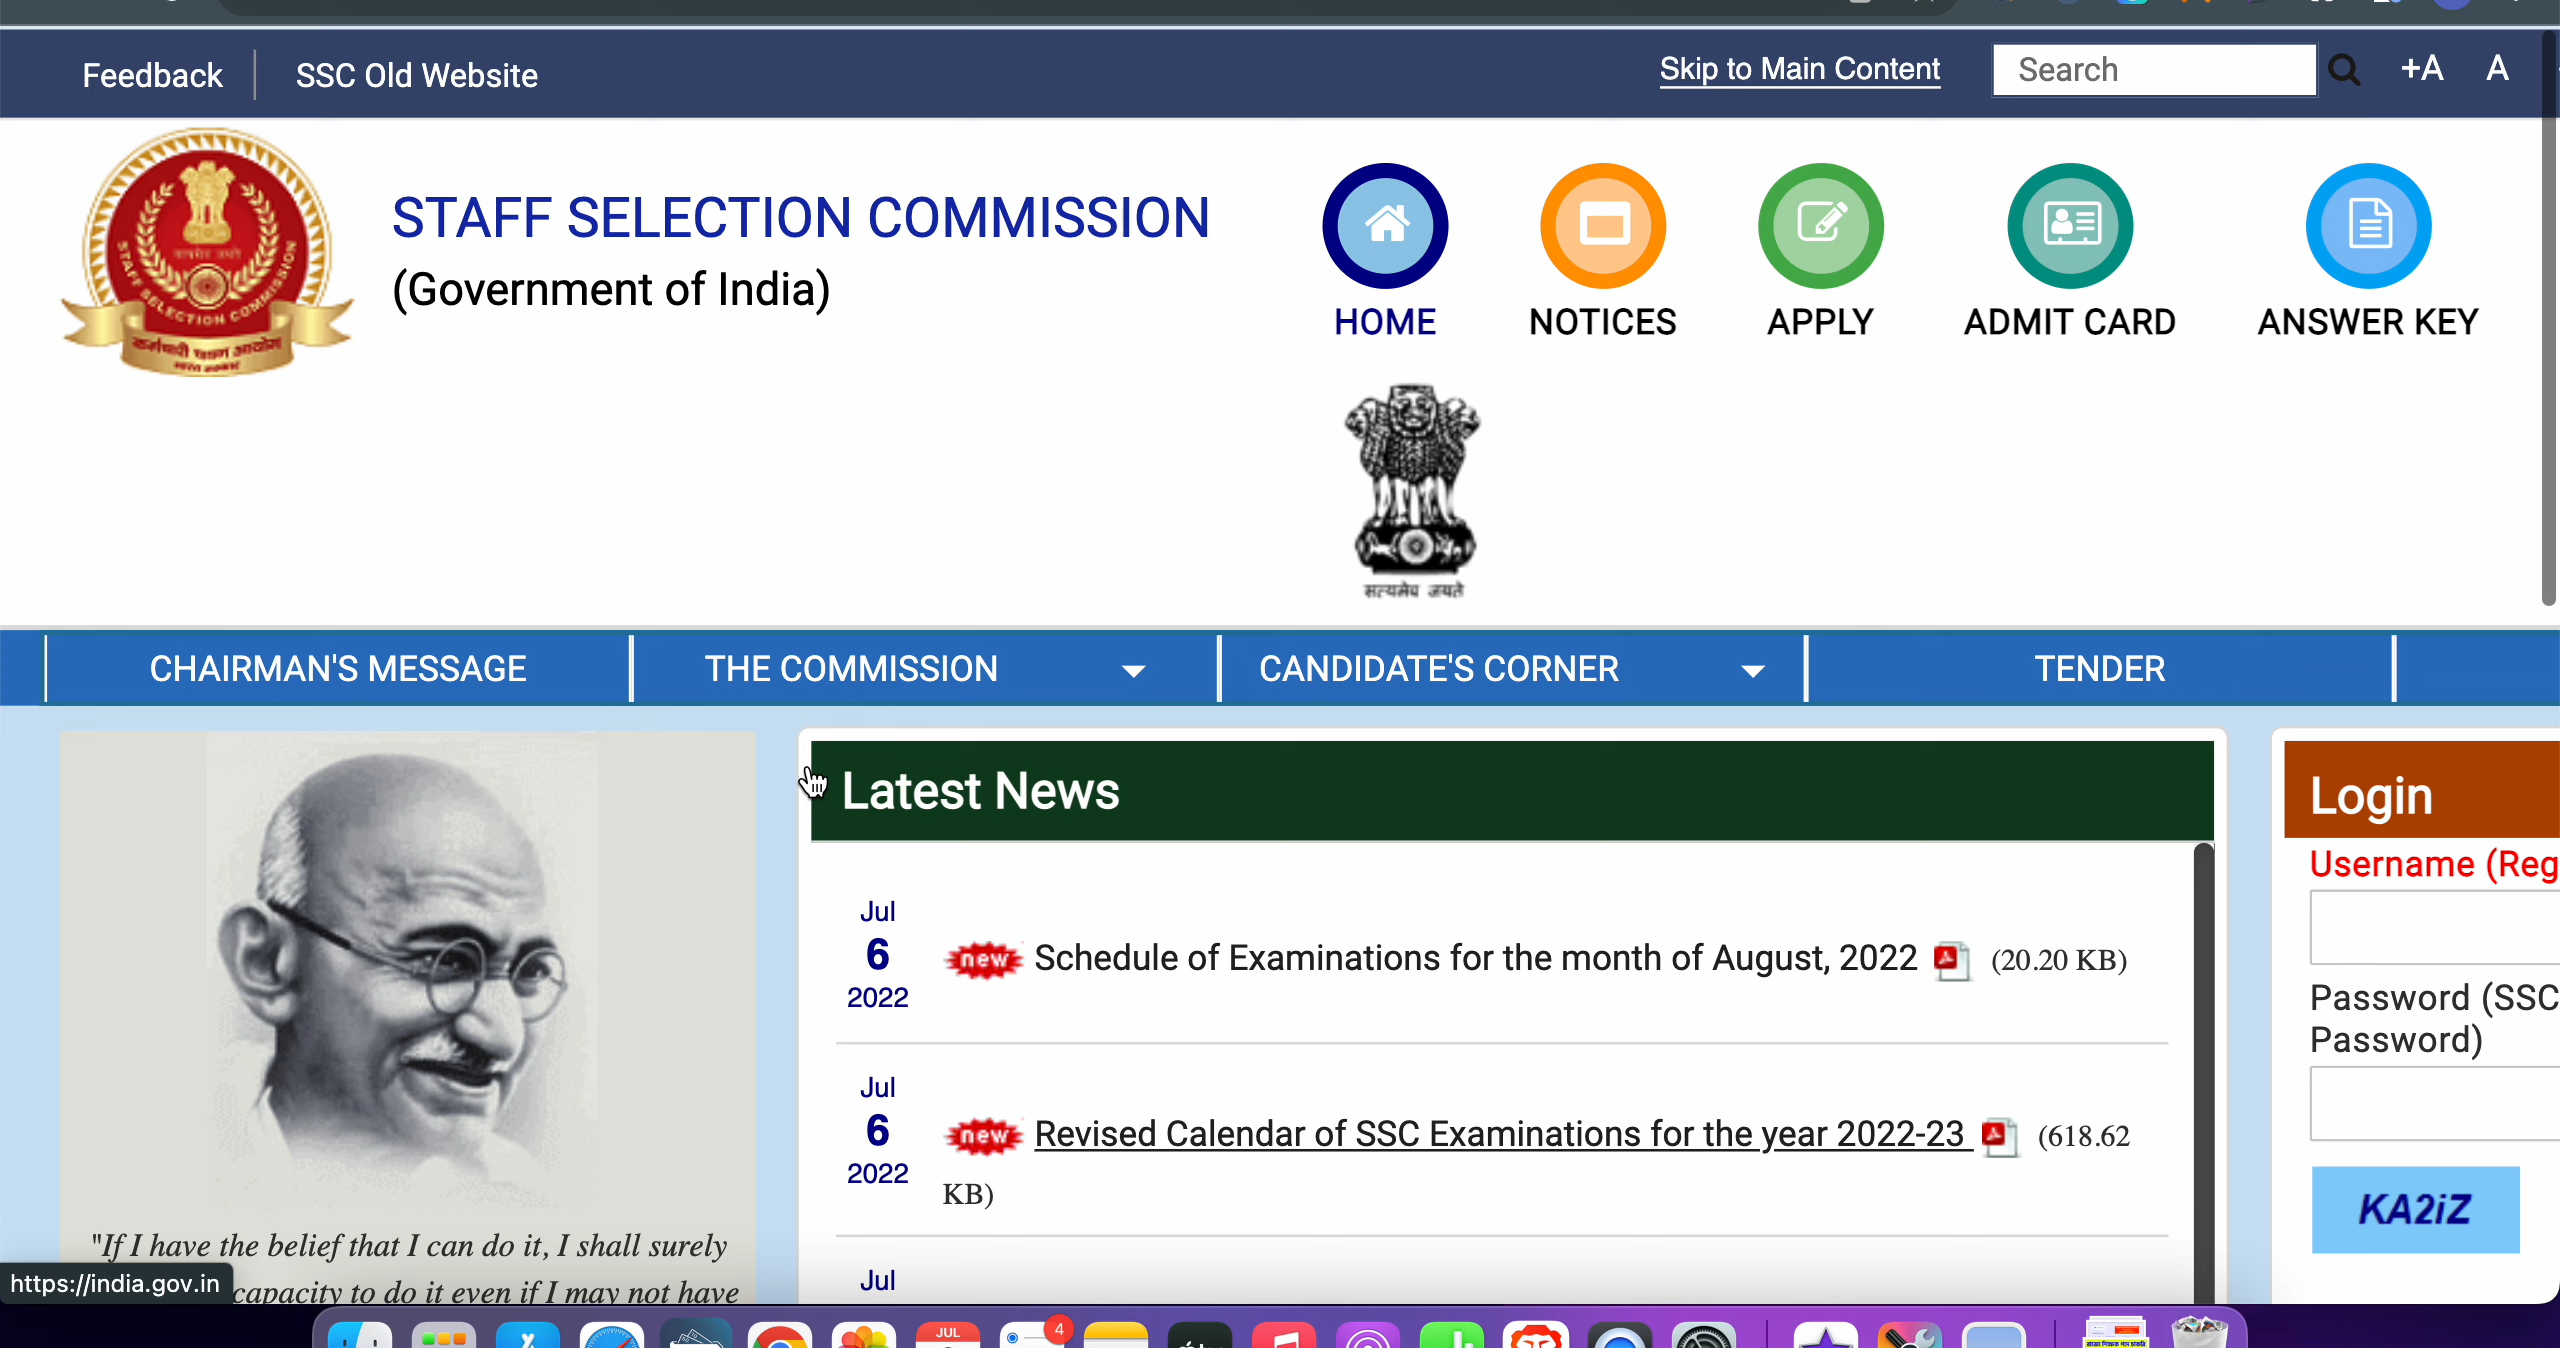 Feedback
SSC Old Website
Skip to Main Content
Search
+A
A
STAFF SELECTION COMMISSION
STAFF SELECTION COMMISSION
(Government of India)
HOME
NOTICES
APPLY
ADMIT CARD
ANSWER KEY
सत्यमेव जयते
CHAIRMAN'S MESSAGE
THE COMMISSION
CANDIDATE'S CORNER
TENDER
Latest News
Jul
6
2022
new Schedule of Examinations for the month of August, 2022 (20.20 KB)
Jul
6
2022
new Revised Calendar of SSC Examinations for the year 2022-23 (618.62
KB)
Jul
Login
Username (Reg
Password (SSC
Password)
KA2iZ
"If I have the belief that I can do it, I shall surely
capacity to do it even if I may not have
https://india.gov.in
JUL
4